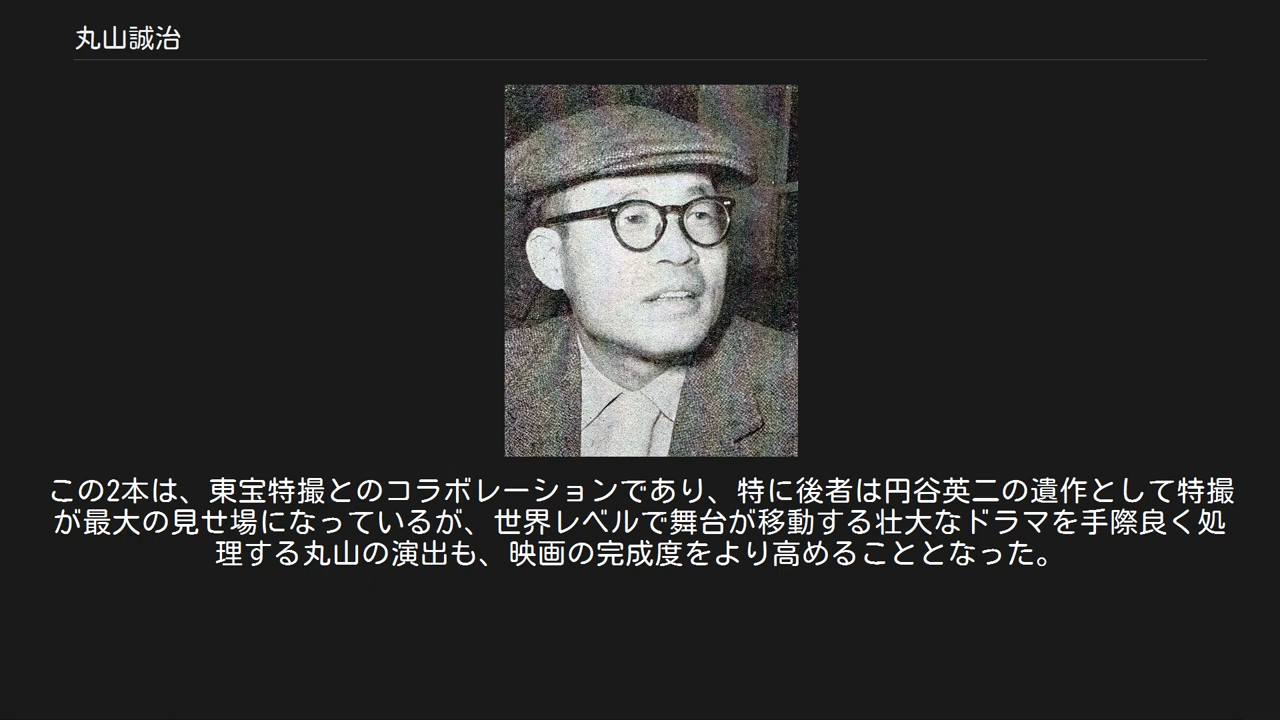 丸山誠治
この2本は、東宝特撮とのコラボレーションであり、特に後者は円谷英二の遺作として特撮
が最大の見せ場になっているが、世界レベルで舞台が移動する壮大なドラマを手際良く処
理する丸山の演出も、映画の完成度をより高めることとなった。